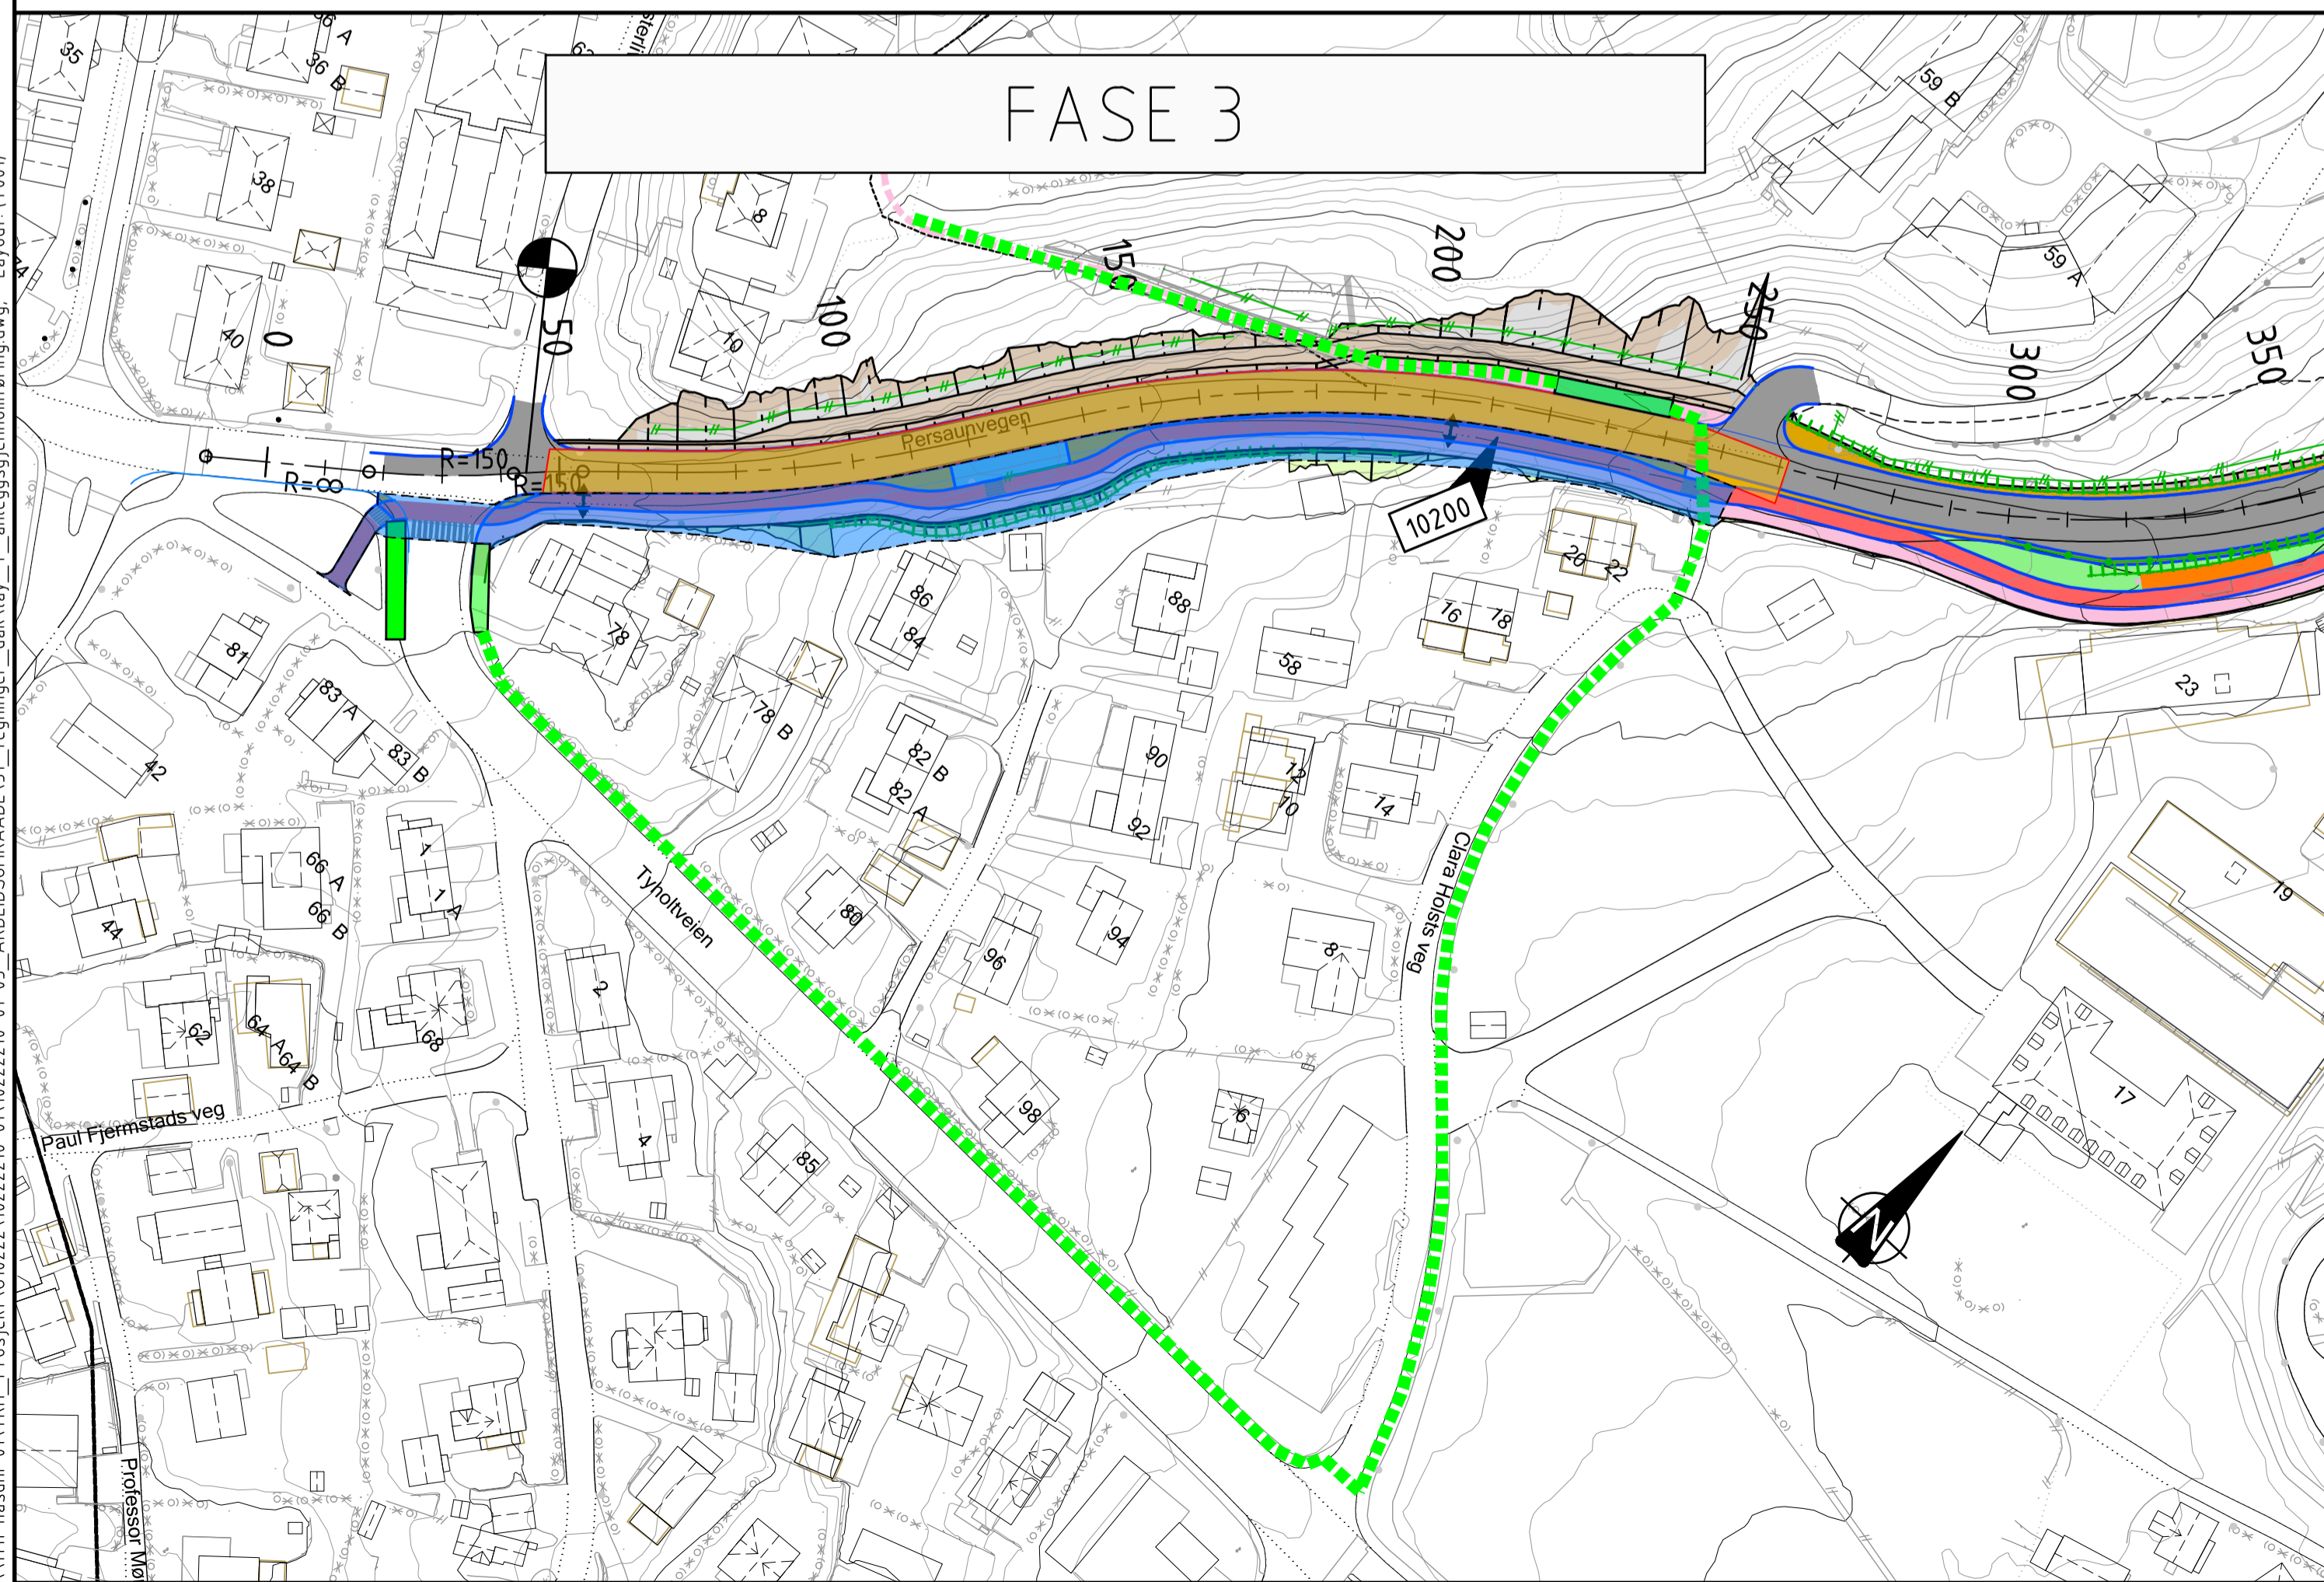 FASE 3
35
36 A
36 B
38
40
0
50
8
10
100
150
200
250
300
350
59 B
59 A
Persaunvegen
R=150
R=∞
R=150
10200
20
22
16
18
88
86
84
78
58
81
83 A
83 B
42
78 B
82 B
82 A
90
92
12
10
14
23
19
1
1 A
66 A
66 B
44
80
Tyholtveien
96
94
8
Clara Holsts veg
2
62
64 A
64 B
68
98
6
17
Paul Fjermstads veg
4
85
N